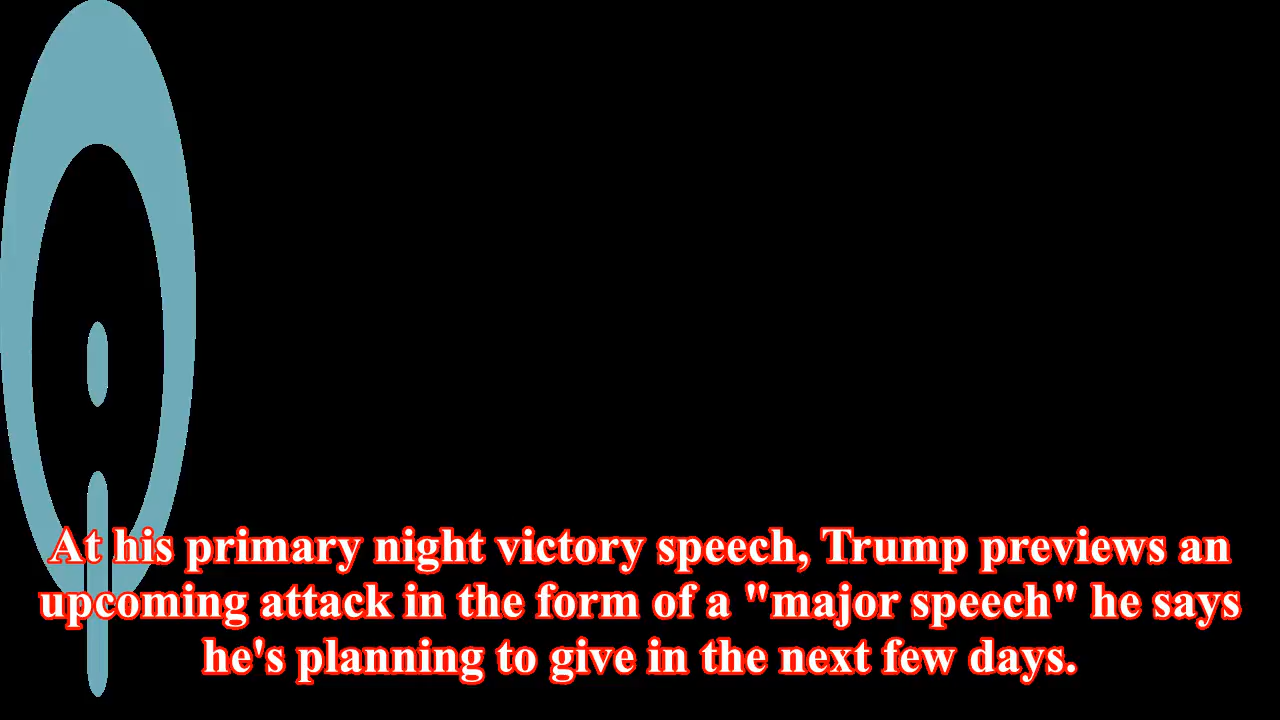 At his primary night victory speech, Trump previews an
upcoming attack in the form of a "major speech" he says
he's planning to give in the next few days.